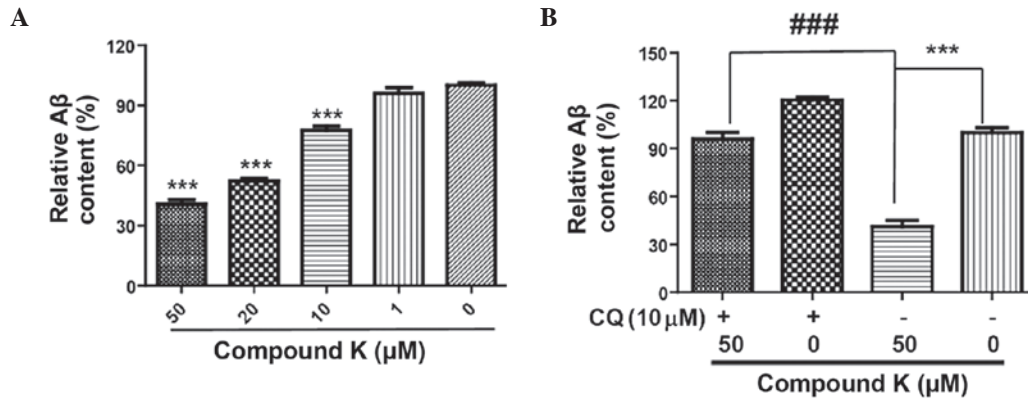 A
Relative Aβ
content (%)
120
90
60
30
0
***
***
***
50
20
10
1
0
Compound K (μM)
B
Relative Aβ
content (%)
150
120
90
60
30
0
###
***
CQ (10 μM) + + - -
50 0 50 0
Compound K (μM)